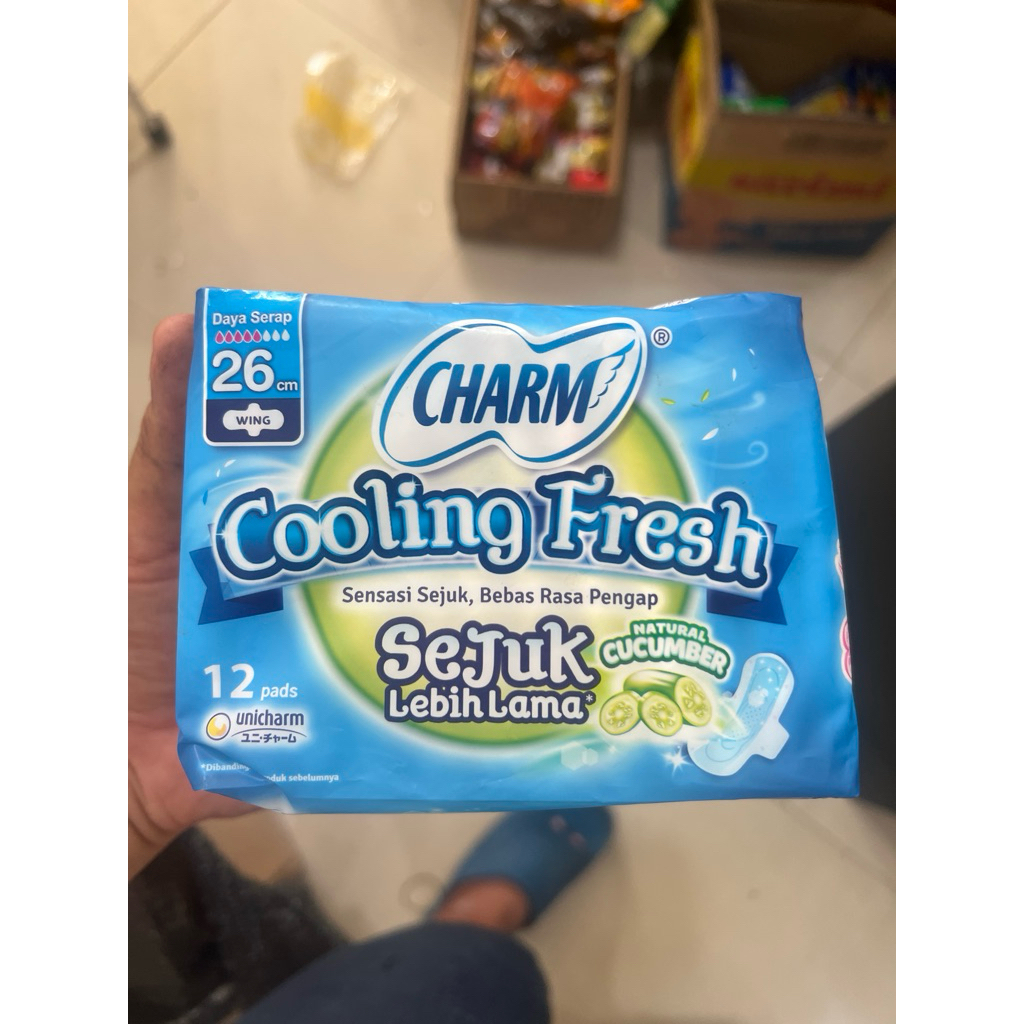 Daya Serap
26 cm
WING
CHARM®
Cooling Fresh
Sensasi Sejuk, Bebas Rasa Pengap
Sejuk
Lebih Lama*
NATURAL
CUCUMBER
12 pads
unicharm
ユニ・チャーム
sebelumnya